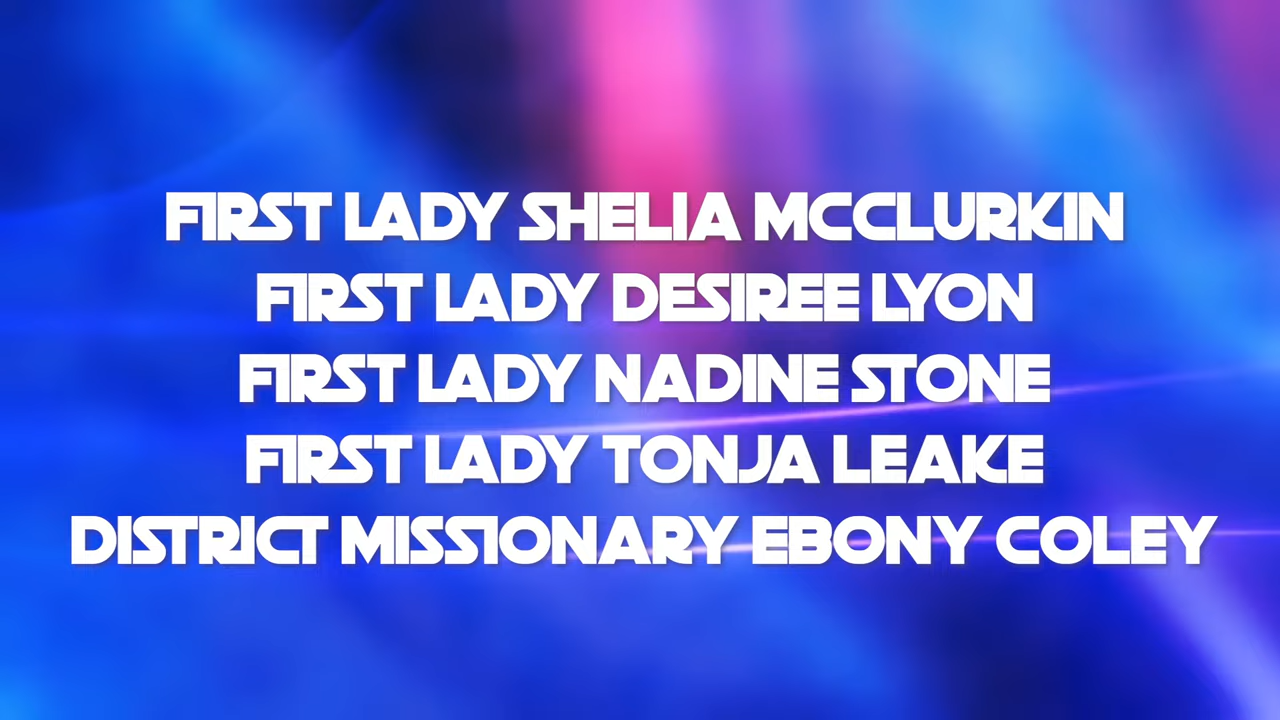 FIRST LADY SHELIA MCCLURKIN
FIRST LADY DESIREE LYON
FIRST LADY NADINE STONE
FIRST LADY TONJA LEAKE
DISTRICT MISSIONARY EBONY COLEY